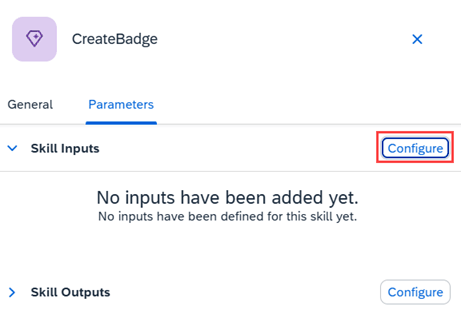 CreateBadge
General Parameters
Skill Inputs Configure
No inputs have been added yet.
No inputs have been defined for this skill yet.
Skill Outputs Configure